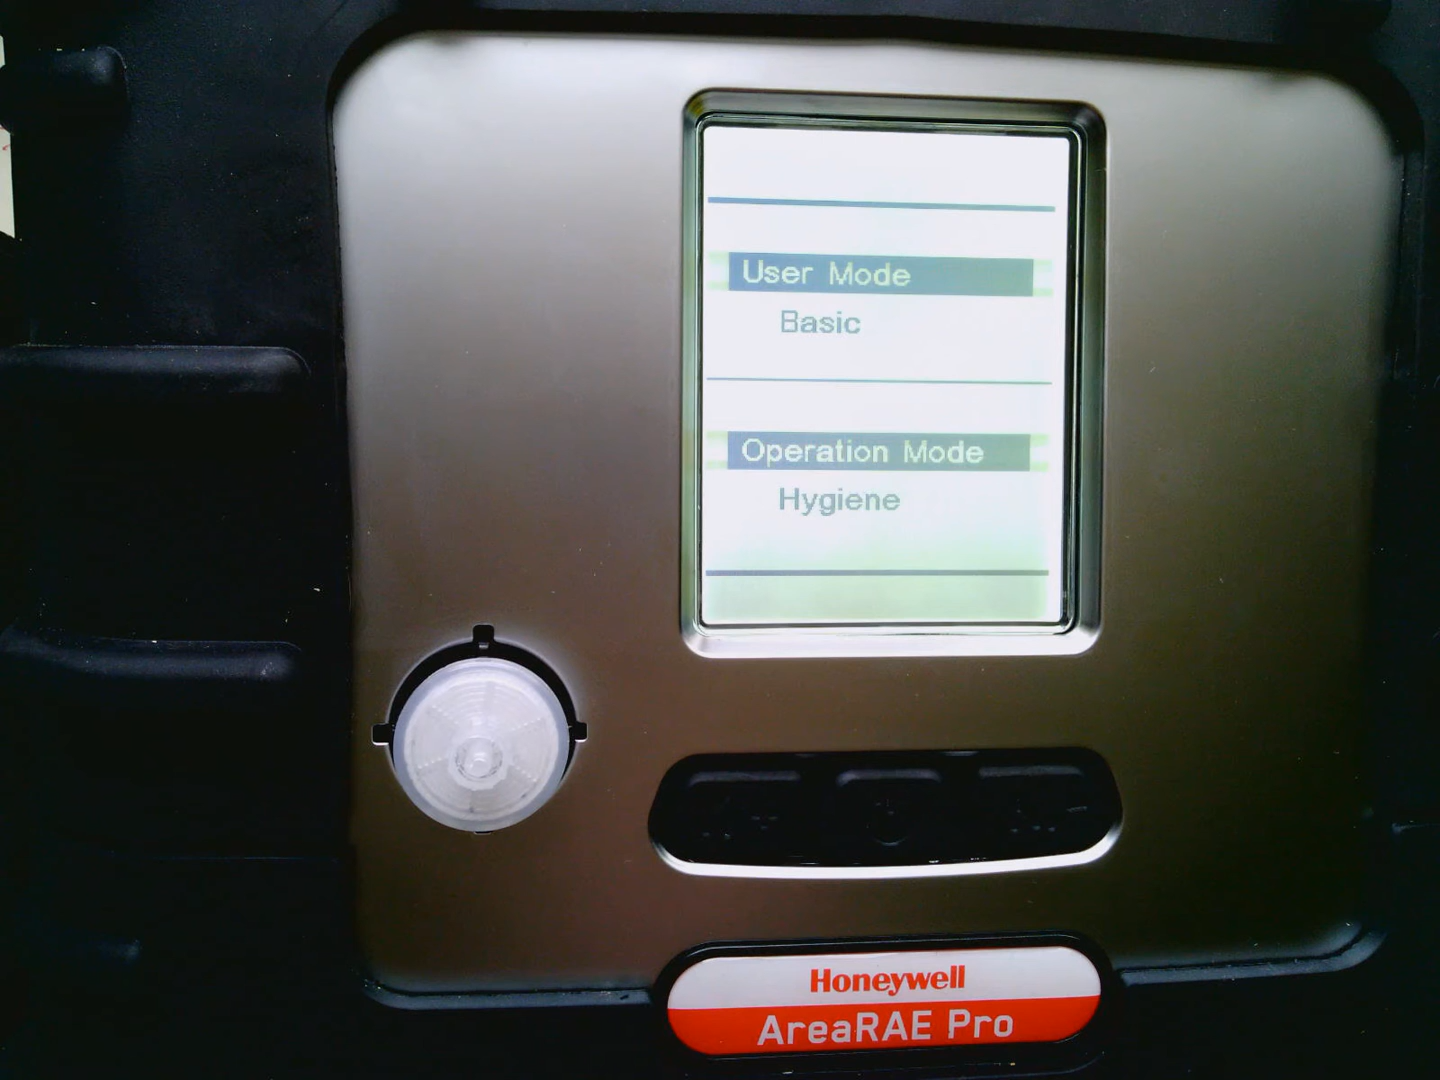 User Mode
Basic
Operation Mode
Hygiene
Honeywell
AreaRAE Pro